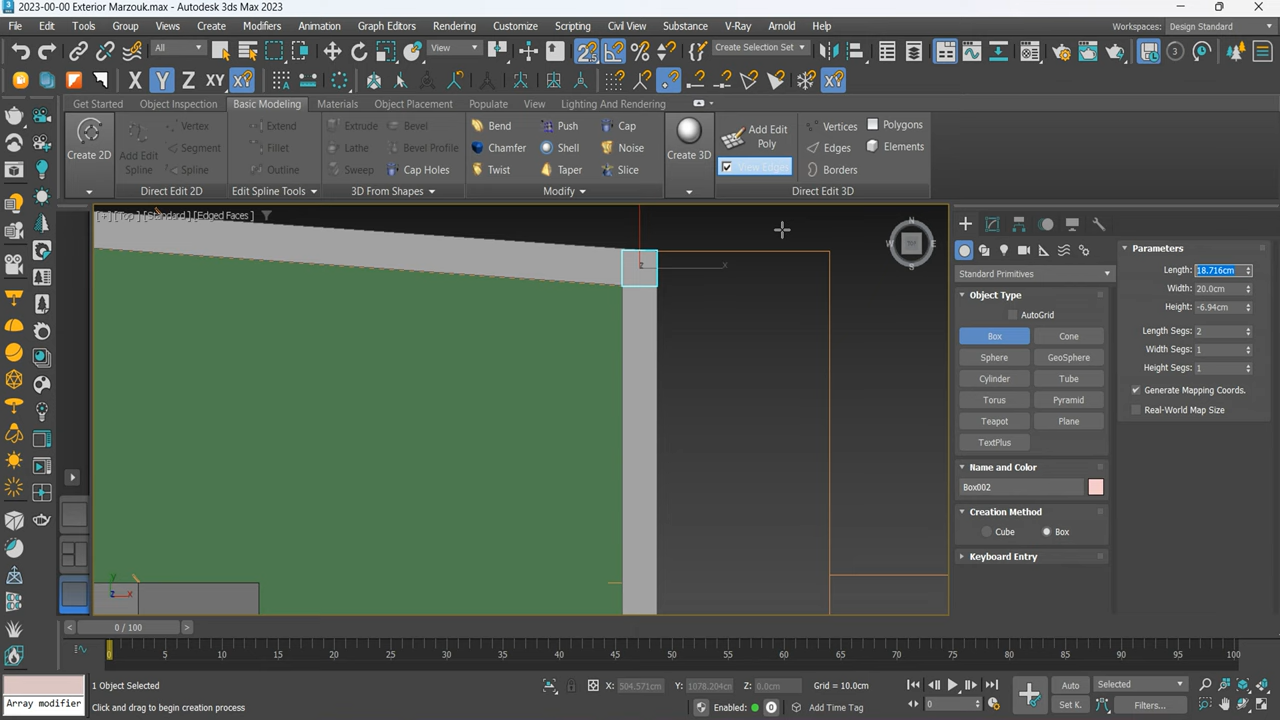 2023-00-00 Exterior Marzouk.max - Autodesk 3ds Max 2023
File Edit Tools Group Views Create Modifiers Animation Graph Editors Rendering Customize Scripting Civil View Substance V-Ray Arnold Help
Workspaces: Design Standard
All View Create Selection Set
X Y Z XY
Get Started Object Inspection Basic Modeling Materials Object Placement Populate View Lighting And Rendering
Create 2D
Add Edit Spline
Vertex
Segment
Spline
Direct Edit 2D
Extend
Fillet
Outline
Edit Spline Tools
Extrude Bevel
Lathe Bevel Profile
Sweep Cap Holes
3D From Shapes
Bend Push Cap
Chamfer Shell Noise
Twist Taper Slice
Modify
Create 3D
Add Edit Poly
View Edges
Vertices Polygons
Edges Elements
Borders
Direct Edit 3D
[+] [Top ] [Standard ] [Edged Faces ]
N
W E
S
TOP
z x
y
z x
Standard Primitives
Object Type
AutoGrid
Box Cone
Sphere GeoSphere
Cylinder Tube
Torus Pyramid
Teapot Plane
TextPlus
Name and Color
Box002
Creation Method
Cube Box
Keyboard Entry
Parameters
Length: 18.716cm
Width: 20.0cm
Height: -6.94cm
Length Segs: 2
Width Segs: 1
Height Segs: 1
Generate Mapping Coords.
Real-World Map Size
0 / 100
0 5 10 15 20 25 30 35 40 45 50 55 60 65 70 75 80 85 90 95 100
Array modifier
1 Object Selected
Click and drag to begin creation process
X: 504.571cm Y: 1078.204cm Z: 0.0cm Grid = 10.0cm
Enabled: 0 Add Time Tag
0
Auto Selected
Set K. Filters...